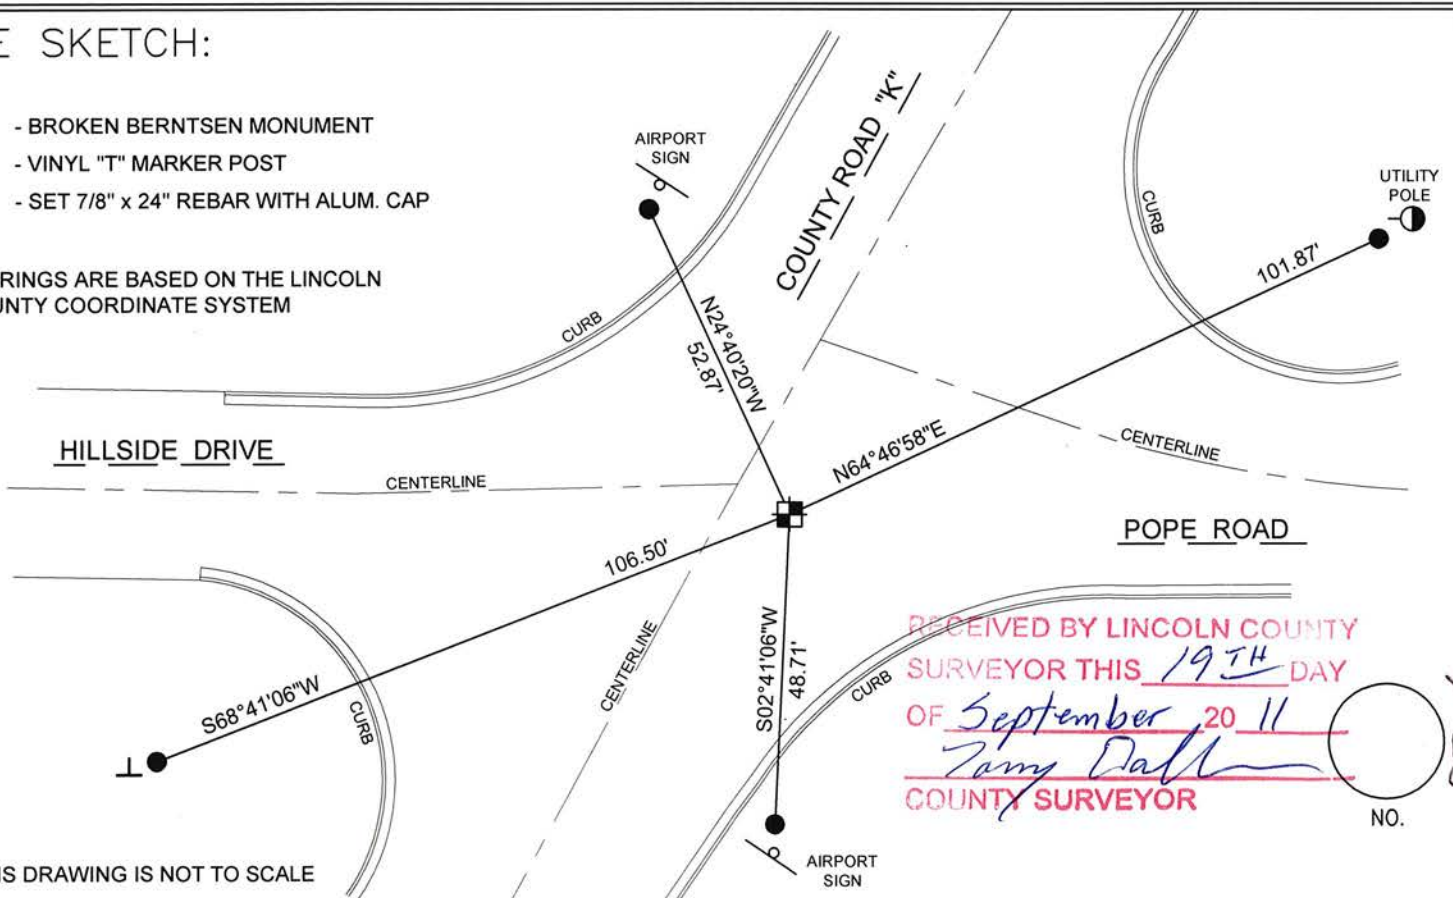 E SKETCH:
- BROKEN BERNTSEN MONUMENT
- VINYL "T" MARKER POST
- SET 7/8" x 24" REBAR WITH ALUM. CAP
RINGS ARE BASED ON THE LINCOLN
UNTY COORDINATE SYSTEM
AIRPORT
SIGN
COUNTY ROAD "K"
CURB
UTILITY
POLE
101.87'
CURB
N24°40'20"W
52.87'
HILLSIDE DRIVE
CENTERLINE
N64°46'58"E
CENTERLINE
POPE ROAD
106.50'
S68°41'06"W
CURB
CENTERLINE
S02°41'06"W
48.71'
CURB
RECEIVED BY LINCOLN COUNTY
SURVEYOR THIS 19TH DAY
OF September 20 11
COUNTY SURVEYOR
NO.
AIRPORT
SIGN
IS DRAWING IS NOT TO SCALE